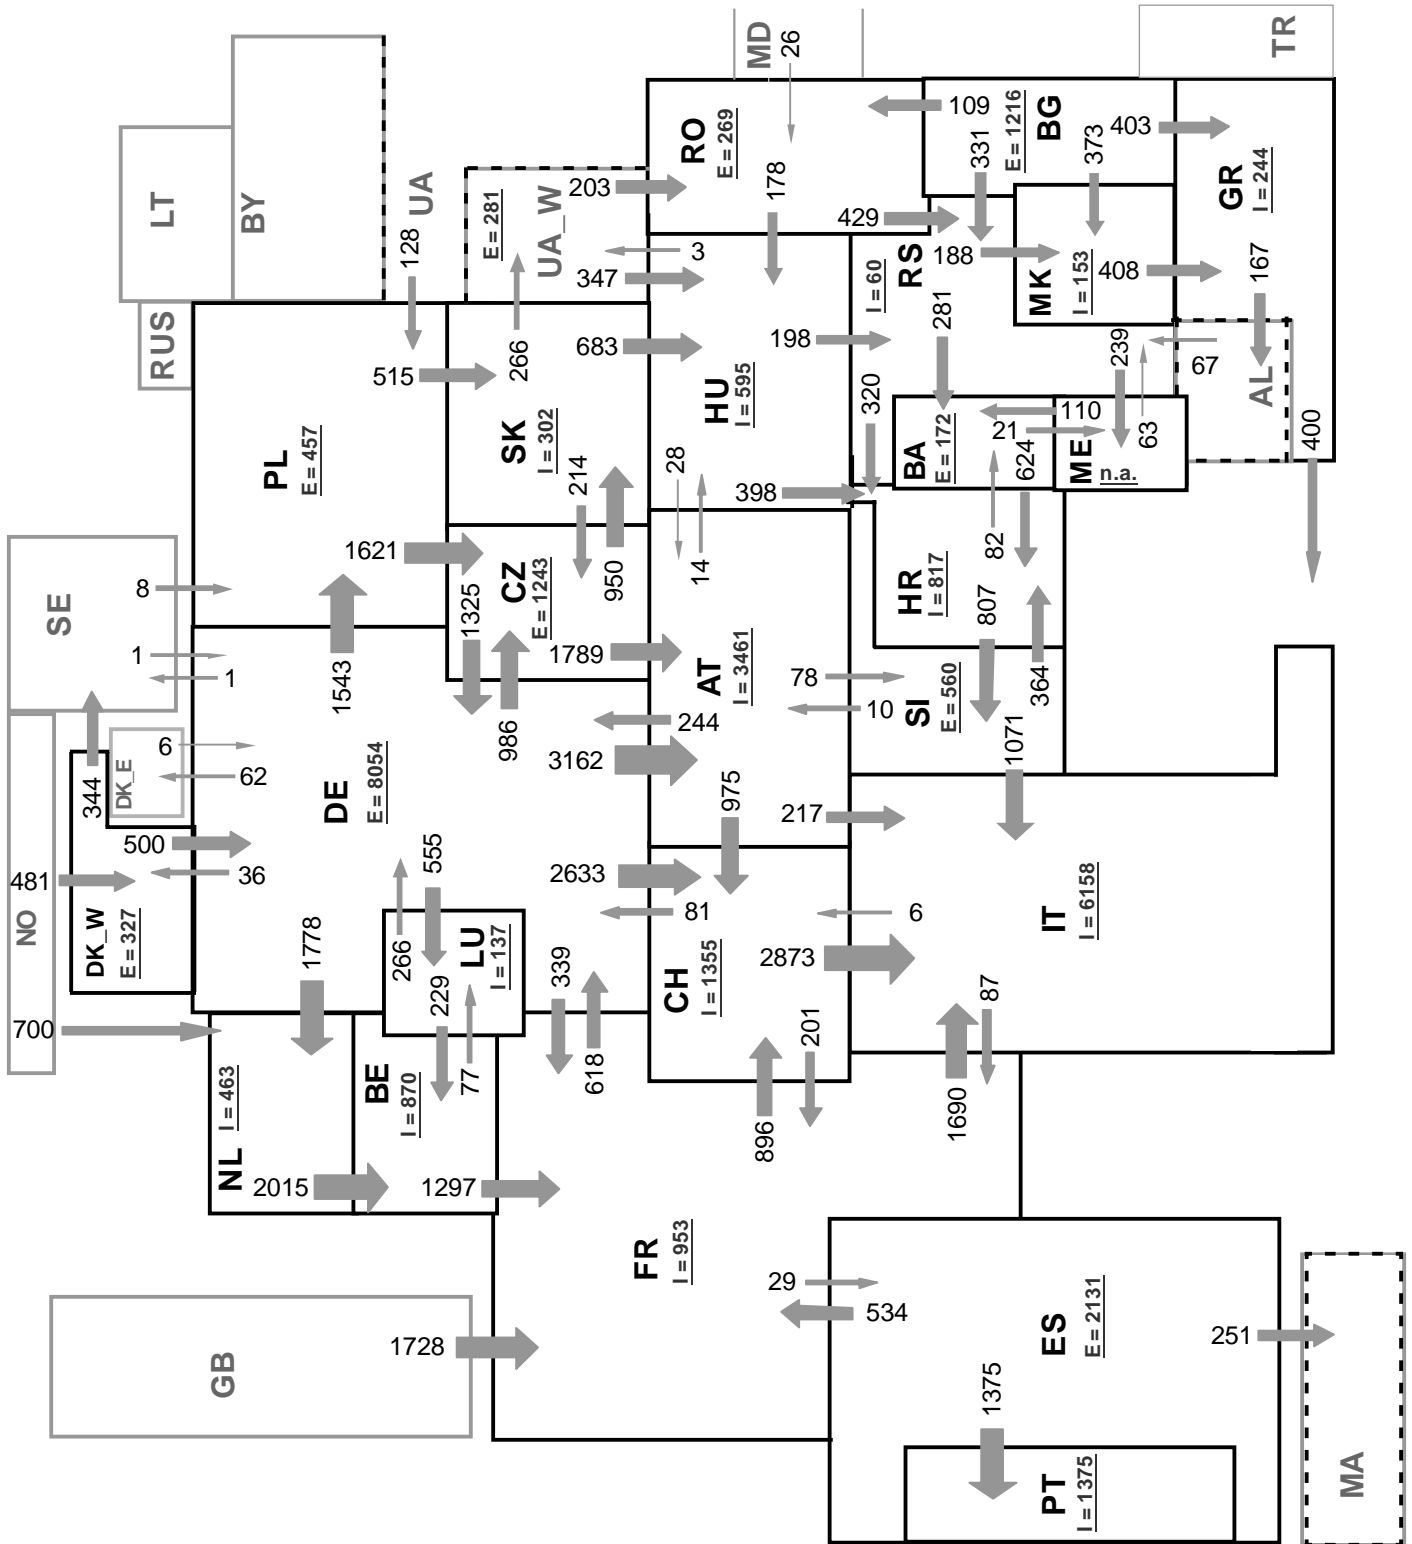 MD
26
TR
RO
E = 269
109
331
E = 1216
BG
373
403
GR
I = 244
LT
BY
128
UA
E = 281
UA_W
203
178
429
RS
I = 60
188
MK
I = 153
408
167
3
347
RUS
683
266
515
198
HU
I = 595
281
239
67
AL
320
110
21
63
BA
E = 172
624
ME
n.a.
400
PL
E = 457
SK
I = 302
214
28
398
14
82
1621
CZ
E = 1243
950
1325
HR
I = 817
807
SE
8
1
1
1543
986
1789
AT
I = 3461
78
10
SI
E = 560
364
344
DK_E
6
62
DE
E = 8054
244
3162
975
1071
217
500
36
481
NO
DK_W
E = 327
555
266
LU
I = 137
229
77
2633
81
339
618
CH
I = 1355
6
2873
201
IT
I = 6158
87
1690
1778
700
NL
I = 463
BE
I = 870
896
2015
1297
FR
I = 953
29
534
ES
E = 2131
251
GB
1728
1375
PT
I = 1375
MA